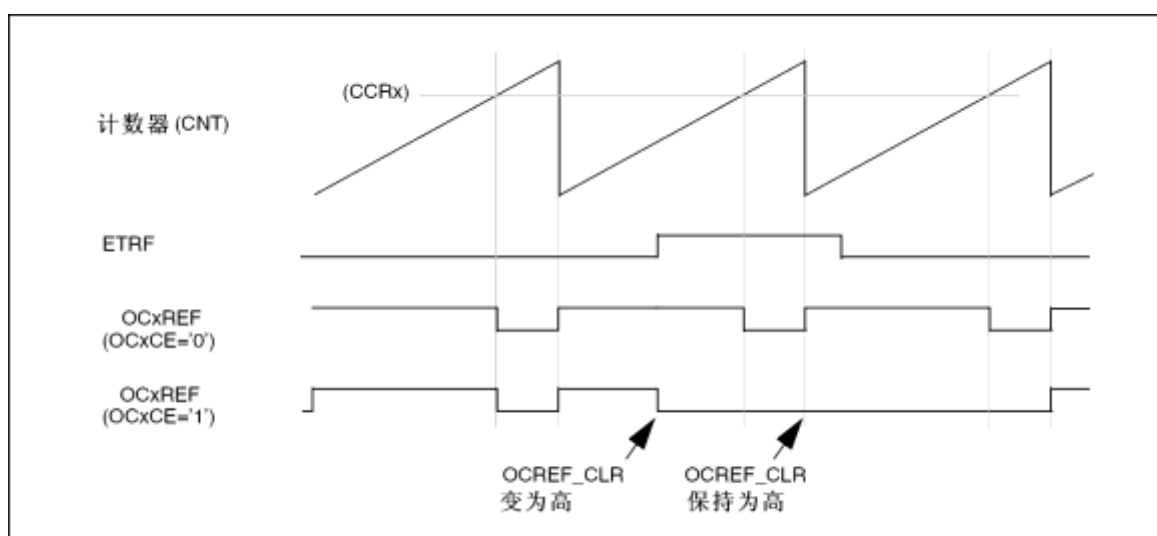 (CCRx)
计数器 (CNT)
ETRF
OCxREF
(OCxCE='0')
OCxREF
(OCxCE='1')
OCREF_CLR
变为高
OCREF_CLR
保持为高